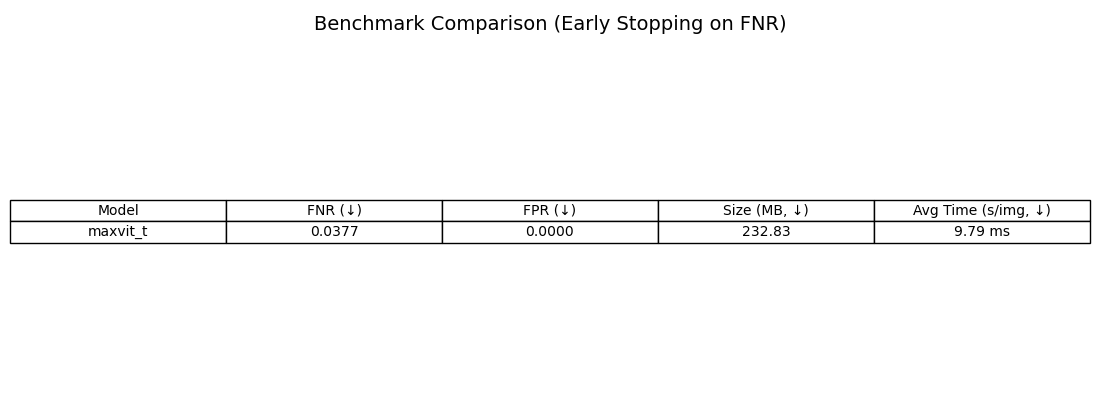 Benchmark Comparison (Early Stopping on FNR)
Model FNR (↓) FPR (↓) Size (MB, ↓) Avg Time (s/img, ↓)
maxvit_t 0.0377 0.0000 232.83 9.79 ms